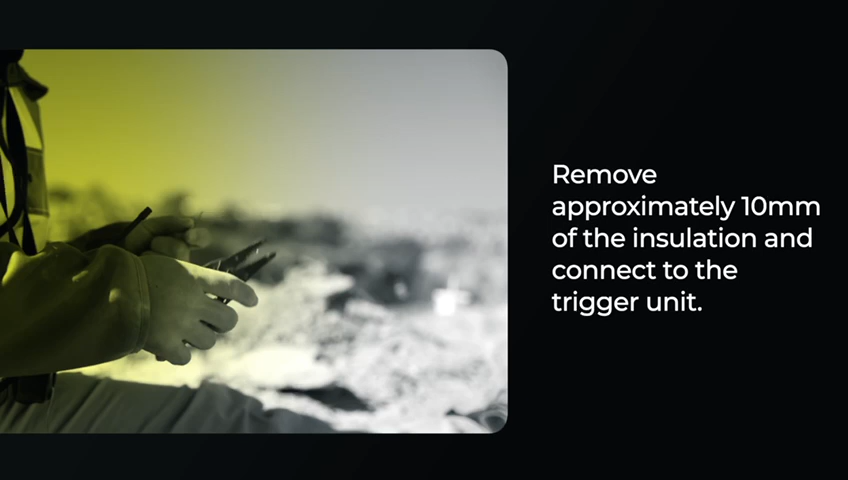 Remove
approximately 10mm
of the insulation and
connect to the
trigger unit.